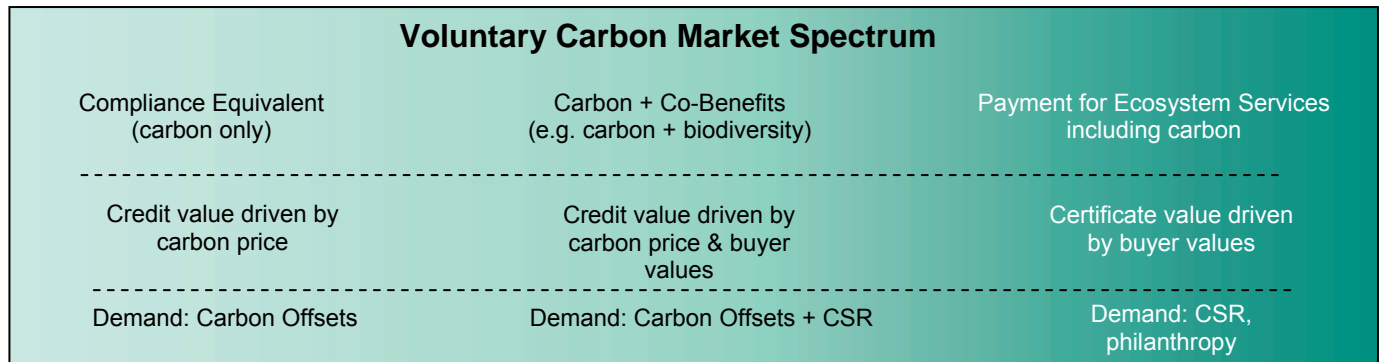 Voluntary Carbon Market Spectrum
Compliance Equivalent
(carbon only)
Carbon + Co-Benefits
(e.g. carbon + biodiversity)
Payment for Ecosystem Services
including carbon
Credit value driven by
carbon price
Credit value driven by
carbon price & buyer
values
Certificate value driven
by buyer values
Demand: Carbon Offsets
Demand: Carbon Offsets + CSR
Demand: CSR,
philanthropy